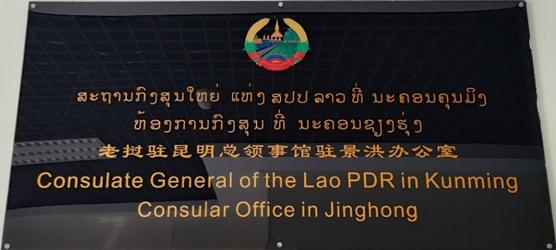 ສະຖານກົງສຸນໃຫຍ່ ແຫ່ງ ສປປ ລາວ ທີ່ ນະຄອນຄຸນມິງ
ຫ້ອງການກົງສຸນ ທີ່ ນະຄອນຊຽງຮຸ່ງ
老挝驻昆明总领事馆驻景洪办公室
Consulate General of the Lao PDR in Kunming
Consular Office in Jinghong